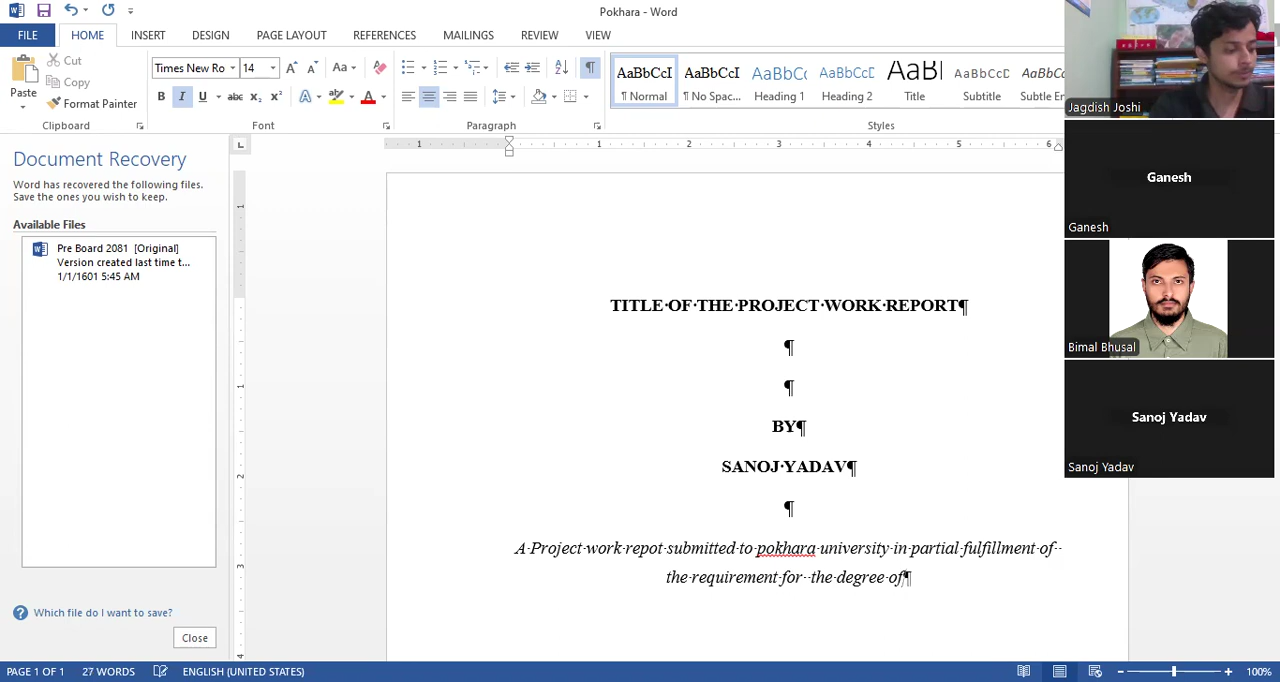 Pokhara - Word
FILE HOME INSERT DESIGN PAGE LAYOUT REFERENCES MAILINGS REVIEW VIEW
Paste
Cut
Copy
Format Painter
Clipboard
Times New Ro 14
Font
Paragraph
AaBbCcI AaBbCcI AaBbC AaBbCcD AaBb AaBbCcD AaBbCc
¶ Normal ¶ No Spac... Heading 1 Heading 2 Title Subtitle Subtle Em
Styles
Document Recovery
Word has recovered the following files.
Save the ones you wish to keep.
Available Files
Pre Board 2081 [Original]
Version created last time t...
1/1/1601 5:45 AM
Which file do I want to save?
Close
TITLE·OF·THE·PROJECT·WORK·REPORT¶
¶
¶
BY¶
SANOJ·YADAV¶
¶
A·Project·work·repot·submitted·to·pokhara·university·in·partial·fulfillment·of··
the·requirement·for··the·degree·of¶
Jagdish Joshi
Ganesh
Ganesh
Bimal Bhusal
Sanoj Yadav
Sanoj Yadav
PAGE 1 OF 1 27 WORDS ENGLISH (UNITED STATES) 100%